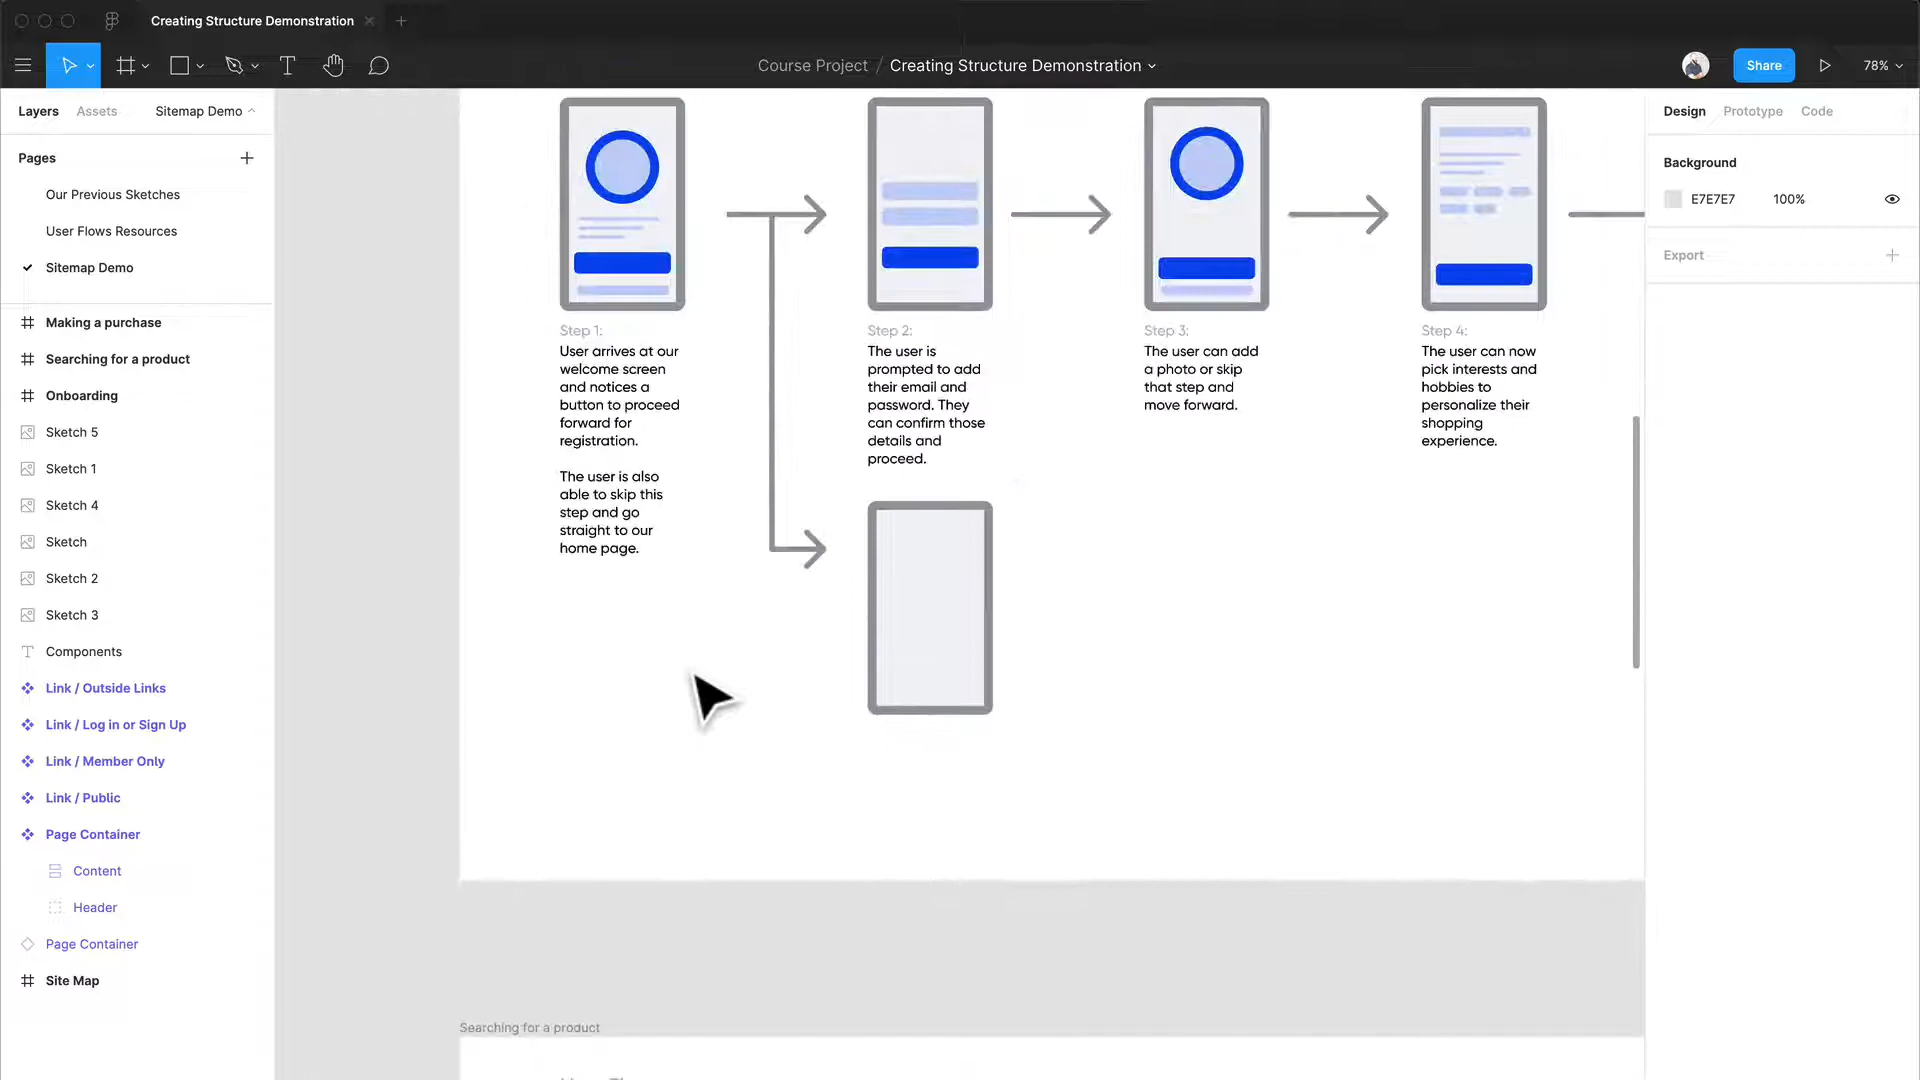 Creating Structure Demonstration
Course Project / Creating Structure Demonstration
Share
78%
Layers
Assets
Sitemap Demo
Pages
Our Previous Sketches
User Flows Resources
Sitemap Demo
Making a purchase
Searching for a product
Onboarding
Sketch 5
Sketch 1
Sketch 4
Sketch
Sketch 2
Sketch 3
Components
Link / Outside Links
Link / Log in or Sign Up
Link / Member Only
Link / Public
Page Container
Content
Header
Page Container
Site Map
Step 1:
User arrives at our
welcome screen
and notices a
button to proceed
forward for
registration.
The user is also
able to skip this
step and go
straight to our
home page.
Step 2:
The user is
prompted to add
their email and
password. They
can confirm those
details and
proceed.
Step 3:
The user can add
a photo or skip
that step and
move forward.
Step 4:
The user can now
pick interests and
hobbies to
personalize their
shopping
experience.
Searching for a product
Design
Prototype
Code
Background
E7E7E7
100%
Export